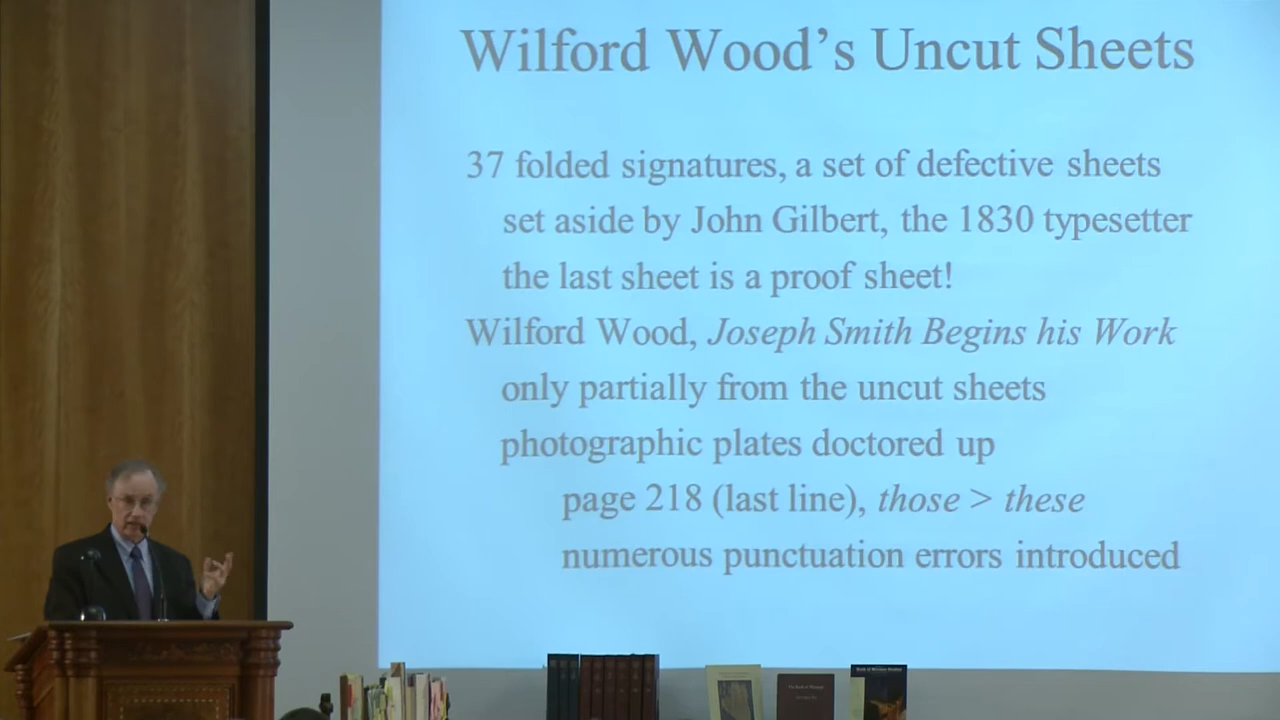 Wilford Wood's Uncut Sheets
37 folded signatures, a set of defective sheets
set aside by John Gilbert, the 1830 typesetter
the last sheet is a proof sheet!
Wilford Wood, Joseph Smith Begins his Work
only partially from the uncut sheets
photographic plates doctored up
page 218 (last line), those > these
numerous punctuation errors introduced